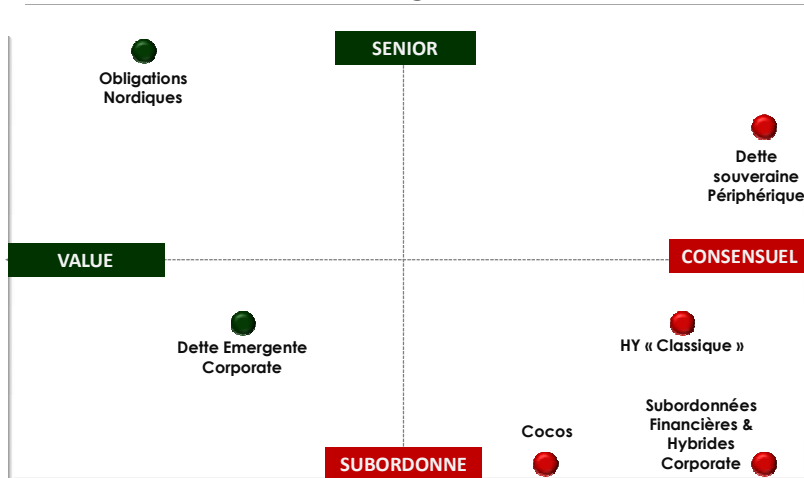 SENIOR
Obligations
Nordiques
Dette
souveraine
Périphérique
VALUE
CONSENSUEL
Dette Emergente
Corporate
HY « Classique »
Cocos
Subordonnées
Financières &
Hybrides
Corporate
SUBORDONNE